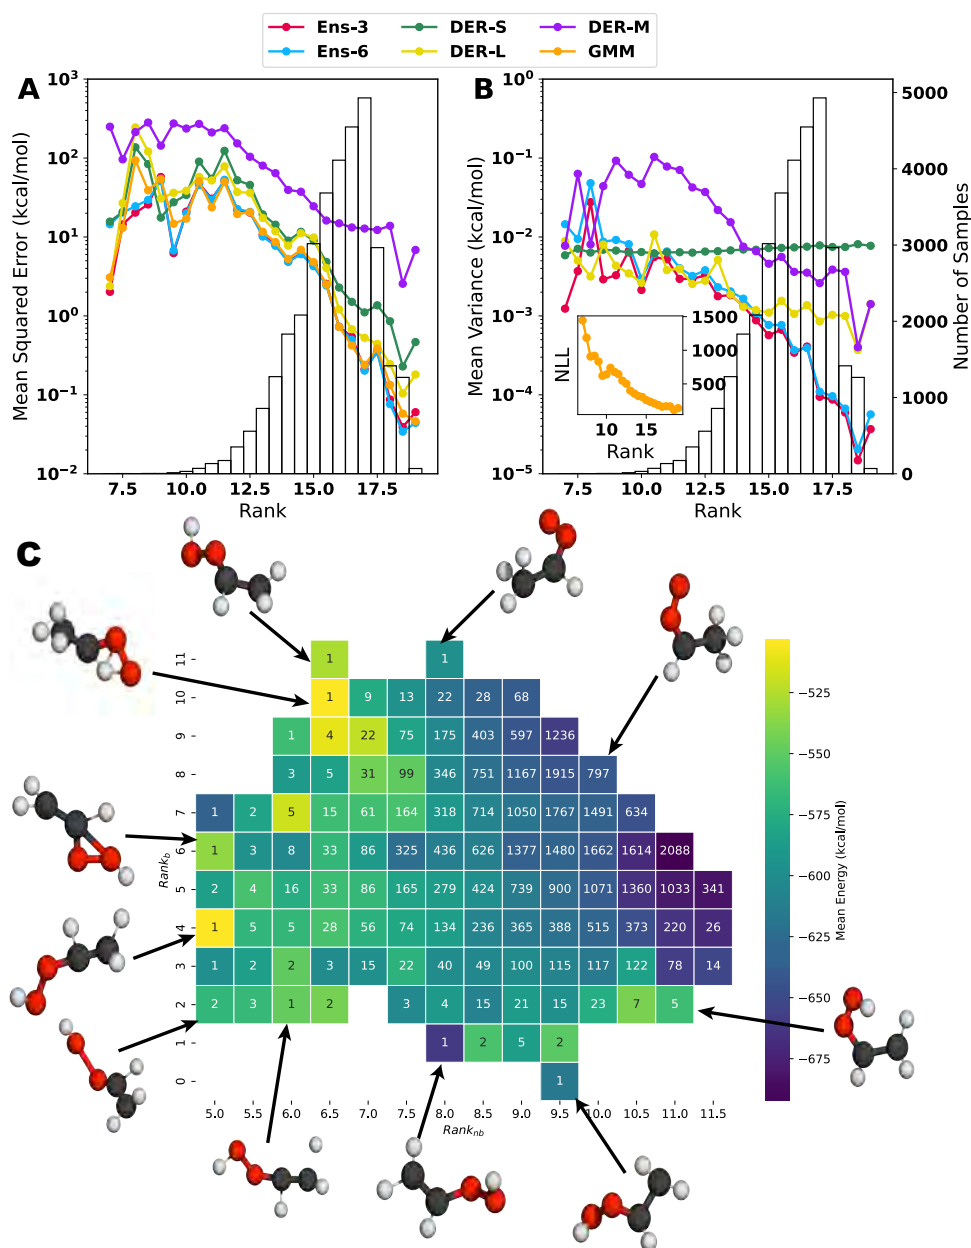 Ens-3 DER-S DER-M
Ens-6 DER-L GMM
A
10^3
10^2
10^1
10^0
10^-1
10^-2
Mean Squared Error (kcal/mol)
7.5 10.0 12.5 15.0 17.5
Rank
B
10^0
10^-1
10^-2
10^-3
10^-4
10^-5
Mean Variance (kcal/mol)
5000
4000
3000
2000
1000
0
Number of Samples
7.5 10.0 12.5 15.0 17.5
Rank
NLL
1500
1000
500
10 15
Rank
C
11 1 1
10 1 9 13 22 28 68
9 1 4 22 75 175 403 597 1236
8 3 5 31 99 346 751 1167 1915 797
7 1 2 5 15 61 164 318 714 1050 1767 1491 634
6 1 3 8 33 86 325 436 626 1377 1480 1662 1614 2088
5 2 4 16 33 86 165 279 424 739 900 1071 1360 1033 341
4 1 5 5 28 56 74 134 236 365 388 515 373 220 26
3 1 2 2 3 15 22 40 49 100 115 117 122 78 14
2 2 3 1 2 3 4 15 21 15 23 7 5
1 1 2 5 2
0 1
Rank_b
5.0 5.5 6.0 6.5 7.0 7.5 8.0 8.5 9.0 9.5 10.0 10.5 11.0 11.5
Rank_nb
−525
−550
−575
−600
−625
−650
−675
Mean Energy (kcal/mol)